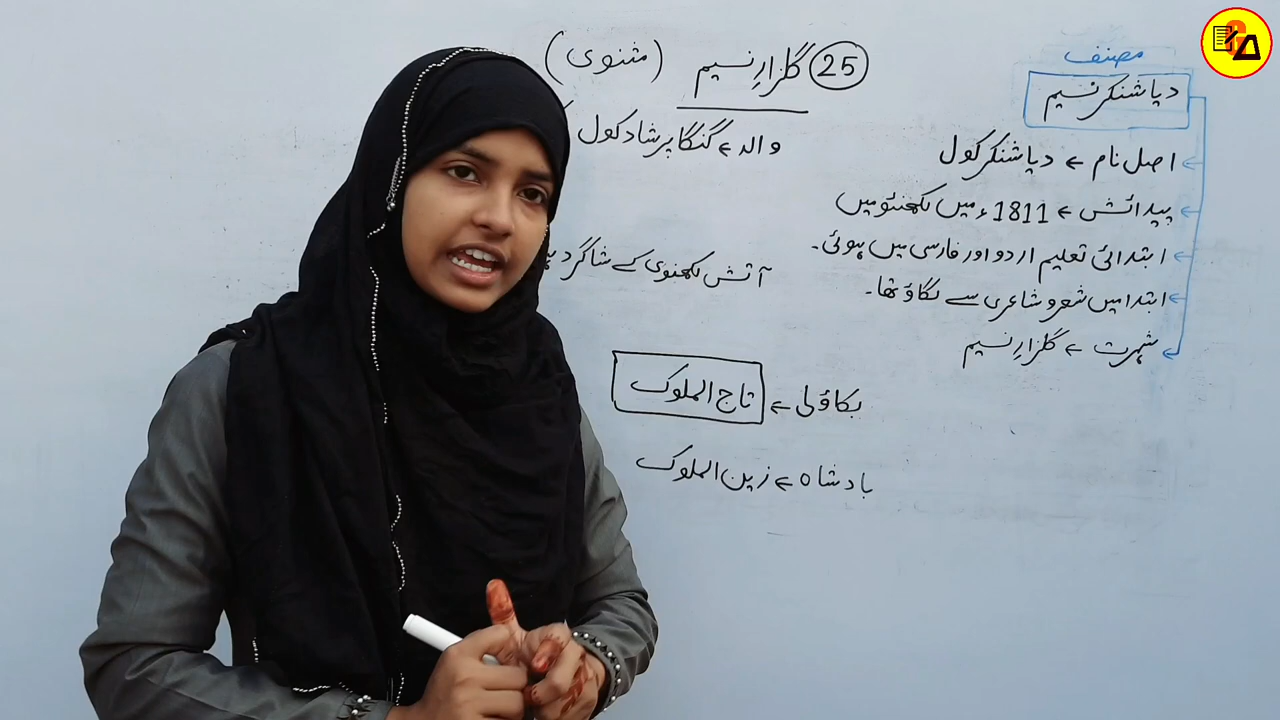 25 گلزارِ نسیم (مثنوی)
والد ← گنگا پرشاد کول
آتش لکھنوی کے شاگرد
بکاؤلی ← تاج الملوک
بادشاہ ← زین الملوک
مصنف
دیاشنکر نسیم
اصل نام ← دیاشنکر کول
پیدائش ← 1811ء میں لکھنئو میں
ابتدائی تعلیم اردو اور فارسی میں ہوئی۔
ابتدا میں شعر و شاعری سے لگاؤ تھا۔
شہرت ← گلزارِ نسیم